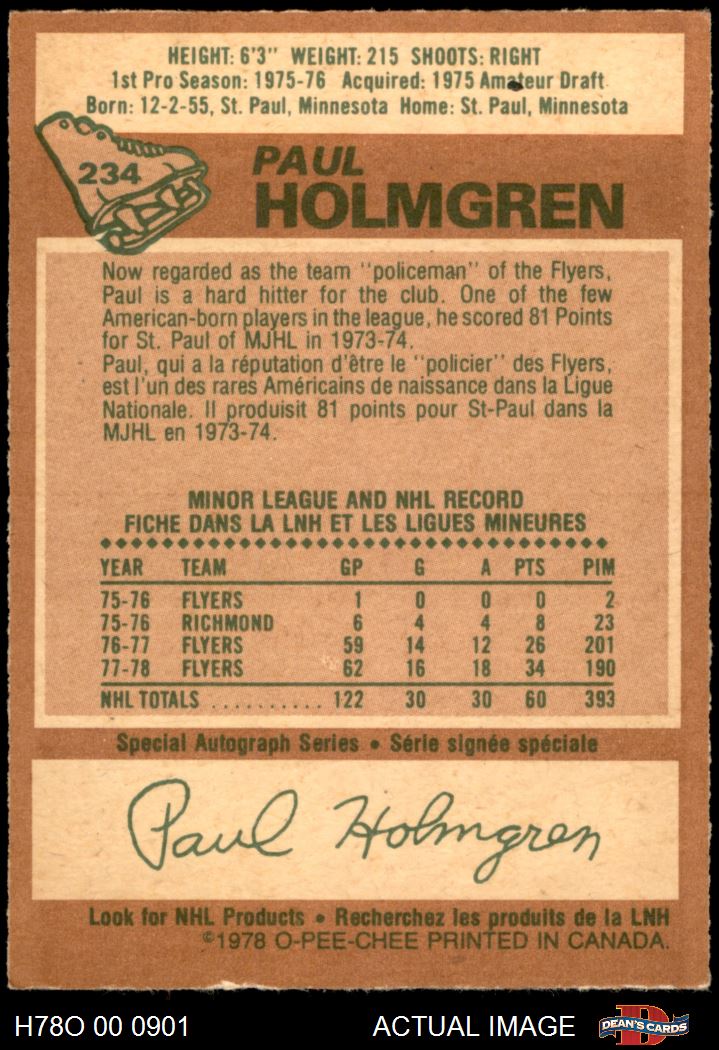 HEIGHT: 6'3" WEIGHT: 215 SHOOTS: RIGHT
1st Pro Season: 1975-76 Acquired: 1975 Amateur Draft
Born: 12-2-55, St. Paul, Minnesota Home: St. Paul, Minnesota
234
PAUL
HOLMGREN
Now regarded as the team "policeman" of the Flyers,
Paul is a hard hitter for the club. One of the few
American-born players in the league, he scored 81 Points
for St. Paul of MJHL in 1973-74.
Paul, qui a la réputation d'être le "policier" des Flyers,
est l'un des rares Américains de naissance dans la Ligue
Nationale. Il produisit 81 points pour St-Paul dans la
MJHL en 1973-74.
MINOR LEAGUE AND NHL RECORD
FICHE DANS LA LNH ET LES LIGUES MINEURES
YEAR TEAM GP G A PTS PIM
75-76 FLYERS 1 0 0 0 2
75-76 RICHMOND 6 4 4 8 23
76-77 FLYERS 59 14 12 26 201
77-78 FLYERS 62 16 18 34 190
NHL TOTALS .......... 122 30 30 60 393
Special Autograph Series • Série signée spéciale
Paul Holmgren
Look for NHL Products • Recherchez les produits de la LNH
©1978 O-PEE-CHEE PRINTED IN CANADA.
H78O 00 0901 ACTUAL IMAGE D DEAN'S CARDS